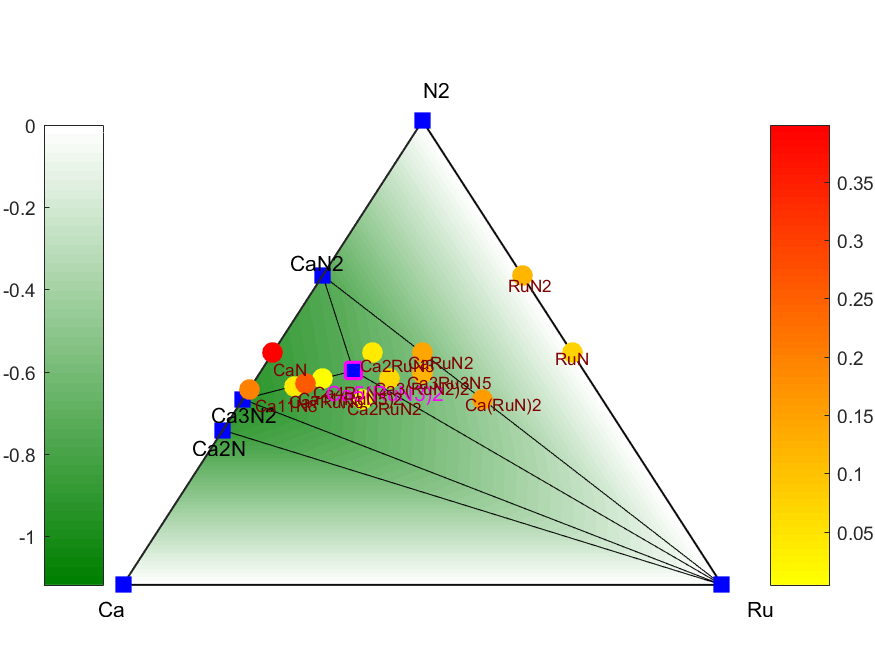 N2
0
-0.2
-0.4
-0.6
-0.8
-1
0.35
0.3
0.25
0.2
0.15
0.1
0.05
CaN2
RuN2
RuN
CaN
Ca2RuN3
CaRuN2
Ca3Ru3N5
Ca3(RuN2)2
Ca(RuN)2
Ca2RuN2
Ca11N8
Ca3N2
Ca2N
Ca
Ru